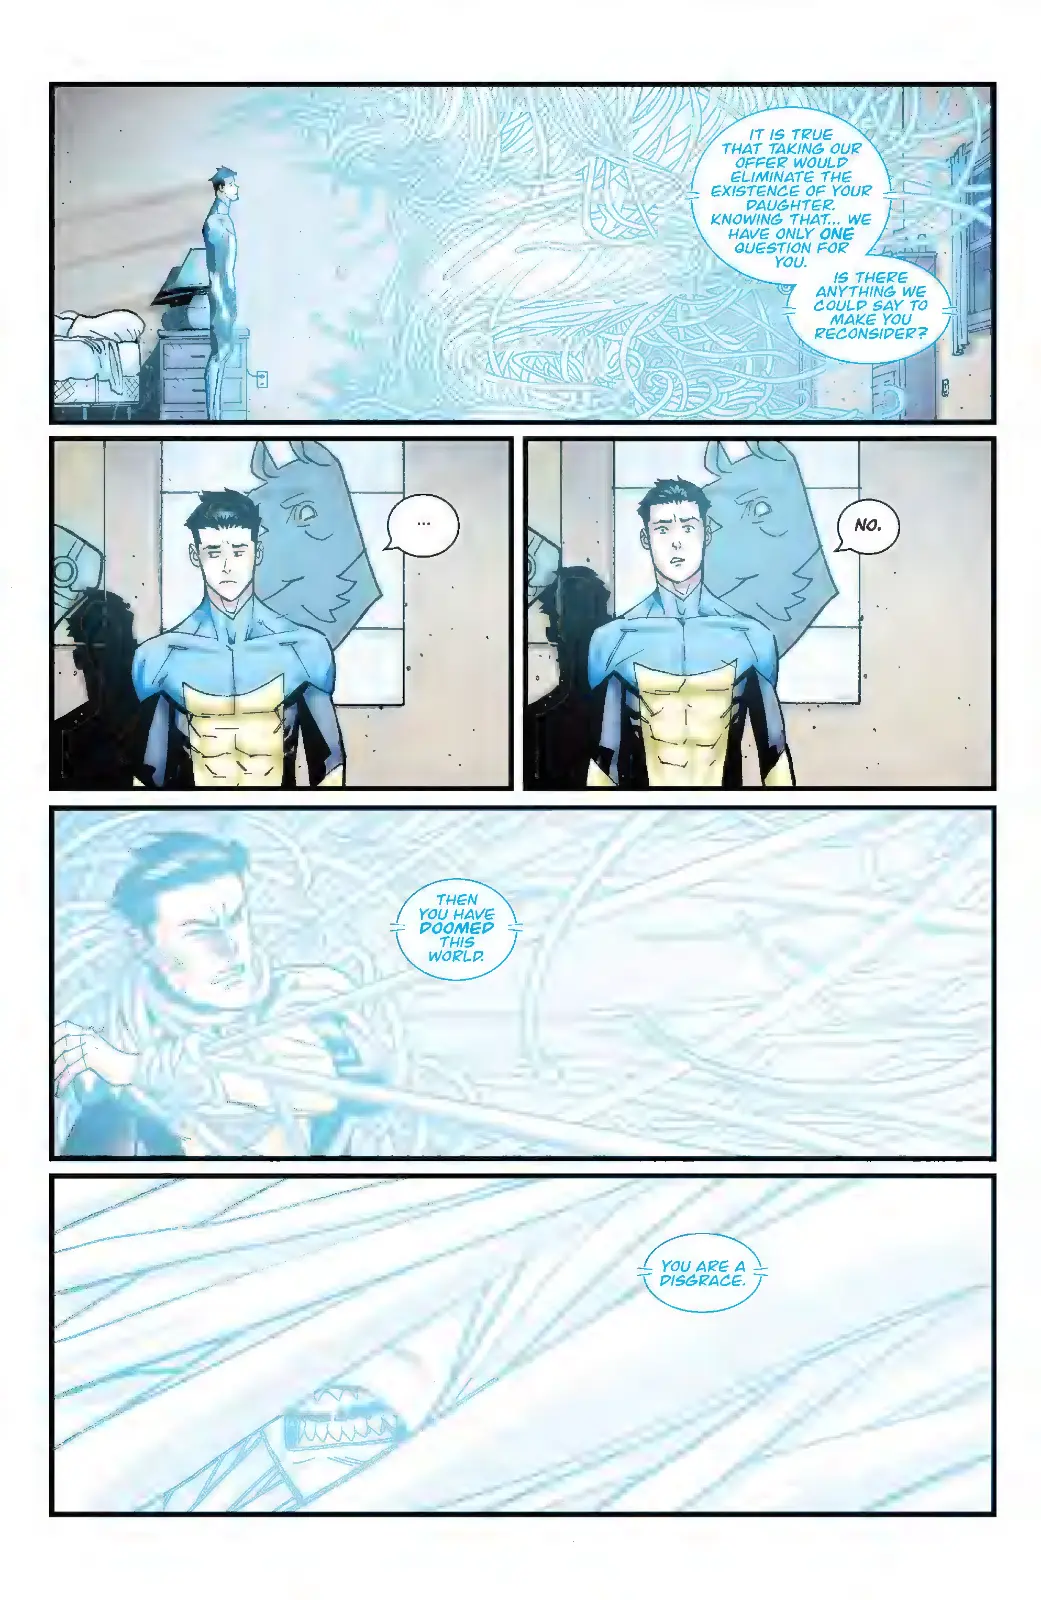 IT IS TRUE
THAT TAKING OUR
OFFER WOULD
ELIMINATE THE
EXISTENCE OF YOUR
DAUGHTER.
KNOWING THAT... WE
HAVE ONLY ONE
QUESTION FOR
YOU.
IS THERE
ANYTHING WE
COULD SAY TO
MAKE YOU
RECONSIDER?
...
NO.
THEN
YOU HAVE
DOOMED
THIS
WORLD.
YOU ARE A
DISGRACE.